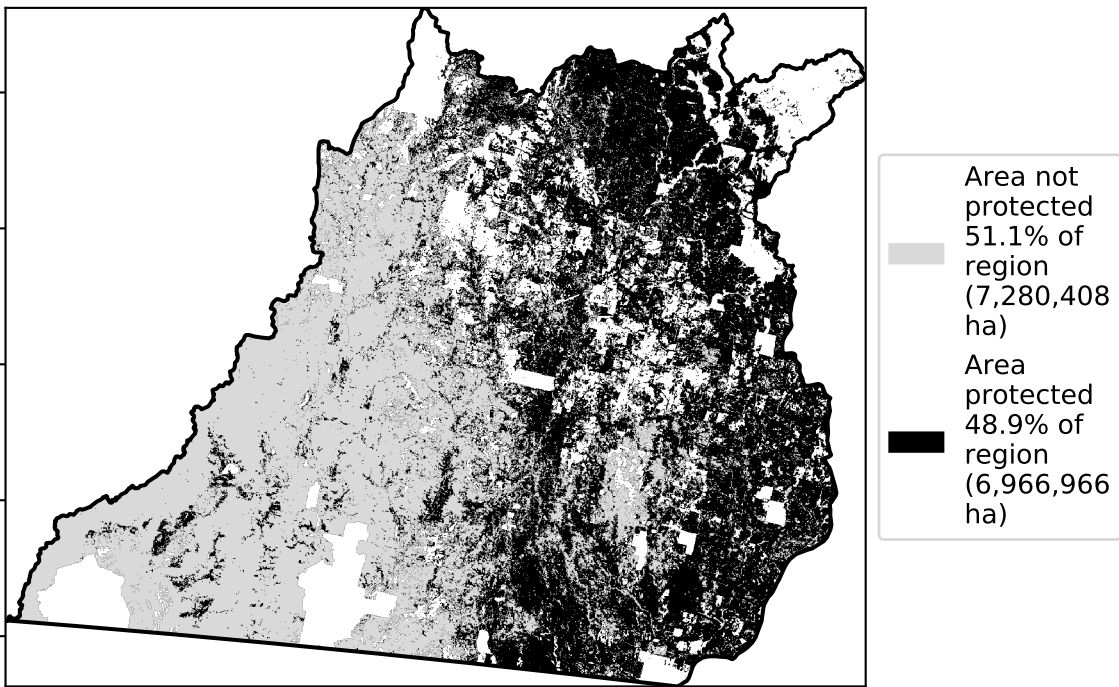 Area not
protected
51.1% of
region
(7,280,408
ha)
Area
protected
48.9% of
region
(6,966,966
ha)